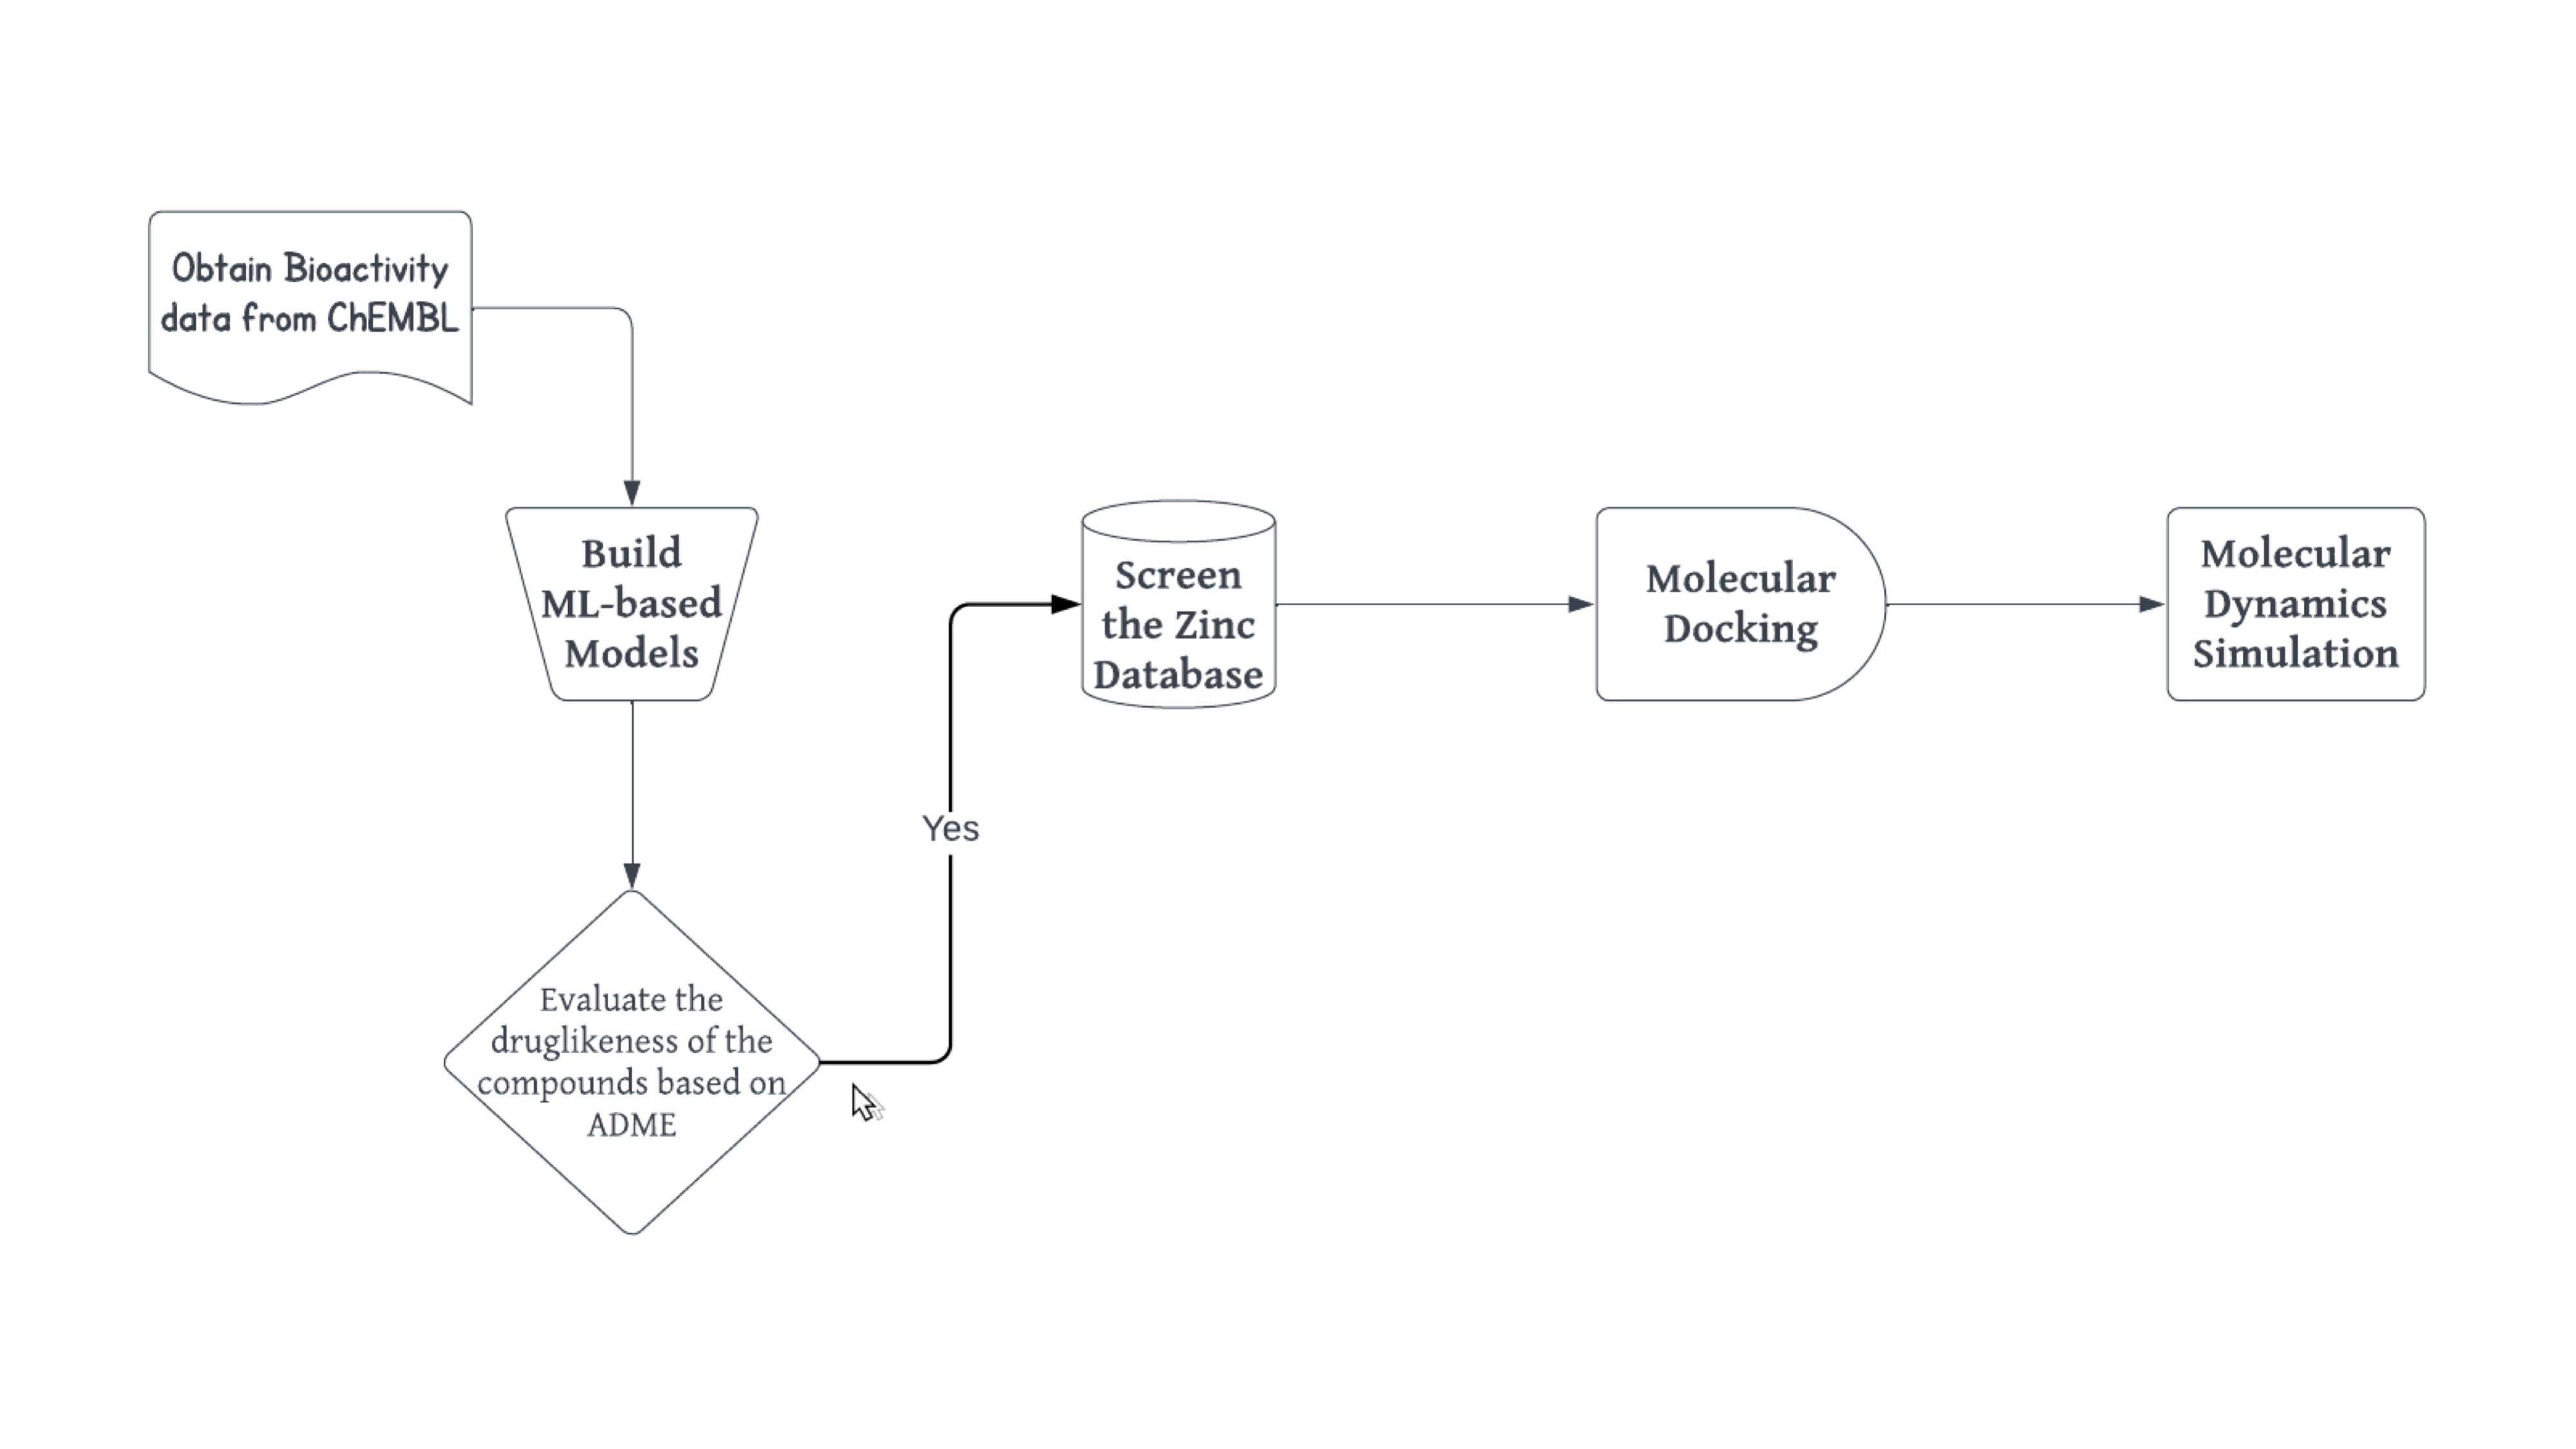 Obtain Bioactivity
data from ChEMBL
Build
ML-based
Models
Evaluate the
druglikeness of the
compounds based on
ADME
Yes
Screen
the Zinc
Database
Molecular
Docking
Molecular
Dynamics
Simulation